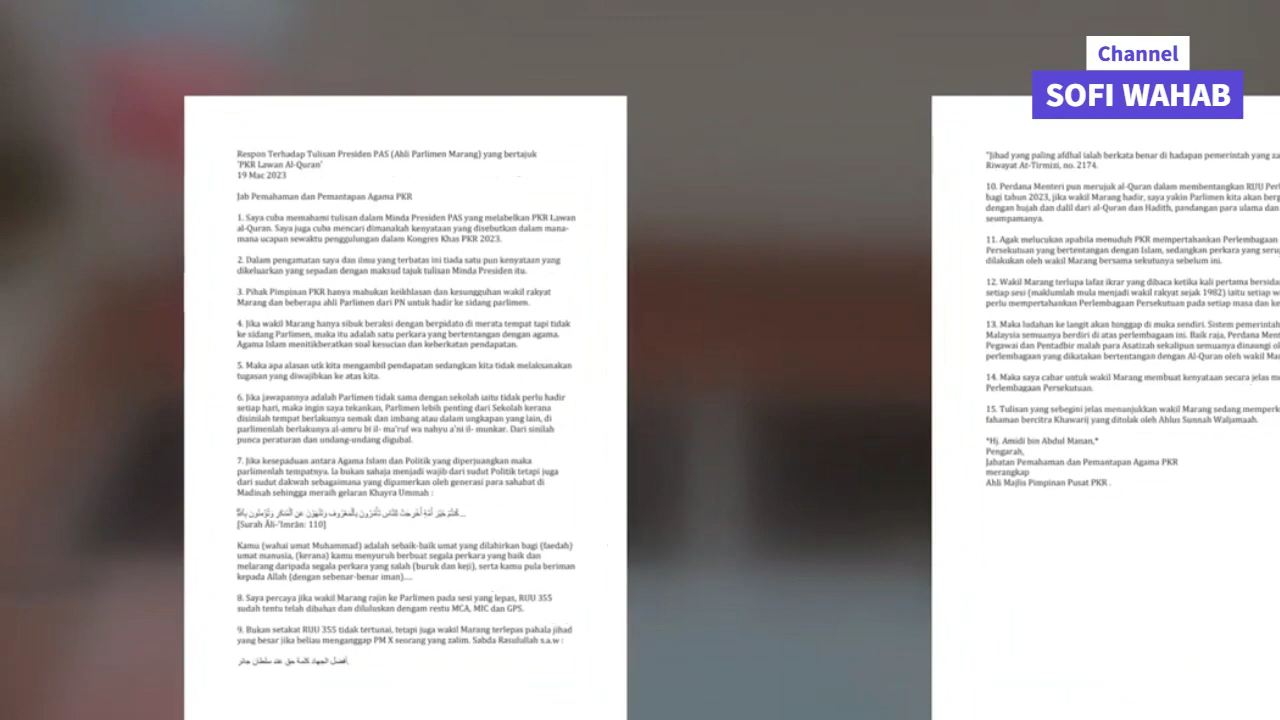 Channel
SOFI WAHAB
Respon Terhadap Tulisan Presiden PAS (Ahli Parlimen Marang) yang bertajuk
'PKR Lawan Al-Quran'
19 Mac 2023
Jab Pemahaman dan Pemantapan Agama PKR
1. Saya cuba memahami tulisan dalam Minda Presiden PAS yang melabelkan PKR Lawan
al-Quran. Saya juga cuba mencari dimanakah kenyataan yang disebutkan dalam mana-
mana ucapan sewaktu penggulungan dalam Kongres Khas PKR 2023.
2. Dalam pengamatan saya dan ilmu yang terbatas ini tiada satu pun kenyataan yang
dikeluarkan yang sepadan dengan maksud tajuk tulisan Minda Presiden itu.
3. Pihak Pimpinan PKR hanya mahukan keikhlasan dan kesungguhan wakil rakyat
Marang dan beberapa ahli Parlimen dari PN untuk hadir ke sidang parlimen.
4. Jika wakil Marang hanya sibuk beraksi dengan berpidato di merata tempat tapi tidak
ke sidang Parlimen, maka itu adalah satu perkara yang bertentangan dengan agama.
Agama Islam menitikberatkan soal kesucian dan keberkatan pendapatan.
5. Maka apa alasan utk kita mengambil pendapatan sedangkan kita tidak melaksanakan
tugasan yang diwajibkan ke atas kita.
6. Jika jawapannya adalah Parlimen tidak sama dengan sekolah iaitu tidak perlu hadir
setiap hari, maka ingin saya tekankan, Parlimen lebih penting dari Sekolah kerana
disinilah tempat berlakunya semak dan imbang atau dalam ungkapan yang lain, di
parlimenlah berlakunya al-amru bi il- ma'ruf wa nahyu a'ni il- munkar. Dari sinilah
punca peraturan dan undang-undang digubal.
7. Jika kesepaduan antara Agama Islam dan Politik yang diperjuangkan maka
parlimenlah tempatnya. Ia bukan sahaja menjadi wajib dari sudut Politik tetapi juga
dari sudut dakwah sebagaimana yang dipamerkan oleh generasi para sahabat di
Madinah sehingga meraih gelaran Khayra Ummah :
كُنتُمْ خَيْرَ أُمَّةٍ أُخْرِجَتْ لِلنَّاسِ تَأْمُرُونَ بِالْمَعْرُوفِ وَتَنْهَوْنَ عَنِ الْمُنكَرِ وَتُؤْمِنُونَ بِاللَّهِ...
[Surah Āli-'Imrān: 110]
Kamu (wahai umat Muhammad) adalah sebaik-baik umat yang dilahirkan bagi (faedah)
umat manusia, (kerana) kamu menyuruh berbuat segala perkara yang baik dan
melarang daripada segala perkara yang salah (buruk dan keji), serta kamu pula beriman
kepada Allah (dengan sebenar-benar iman)....
8. Saya percaya jika wakil Marang rajin ke Parlimen pada sesi yang lepas, RUU 355
sudah tentu telah dibahas dan diluluskan dengam restu MCA, MIC dan GPS.
9. Bukan setakat RUU 355 tidak tertunai, tetapi juga wakil Marang terlepas pahala jihad
yang besar jika beliau menganggap PM X seorang yang zalim. Sabda Rasulullah s.a.w :
أفضل الجهاد كلمة حق عند سلطان جائر.
"Jihad yang paling afdhal ialah berkata benar di hadapan pemerintah yang za
Riwayat At-Tirmizi, no. 2174.
10. Perdana Menteri pun merujuk al-Quran dalam membentangkan RUU Perl
bagi tahun 2023, jika wakil Marang hadir, saya yakin Parlimen kita akan berg
dengan hujah dan dalil dari al-Quran dan Hadith, pandangan para ulama dan
seumpamanya.
11. Agak melucukan apabila menuduh PKR mempertahankan Perlembagaan
Persekutuan yang bertentangan dengan Islam, sedangkan perkara yang seru
dilakukan oleh wakil Marang bersama sekutunya sebelum ini.
12. Wakil Marang terlupa lafaz ikrar yang dibaca ketika kali pertama bersida
setiap sesi (maklumlah mula menjadi wakil rakyat sejak 1982) iaitu setiap w
perlu mempertahankan Perlembagaan Persekutuan pada setiap masa dan ke
13. Maka ludahan ke langit akan hinggap di muka sendiri. Sistem pemerintah
Malaysia semuanya berdiri di atas perlembagaan ini. Baik raja, Perdana Ment
Pegawai dan Pentadbir malah para Asatizah sekalipun semuanya dinaungi ol
perlembagaan yang dikatakan bertentangan dengan Al-Quran oleh wakil Mar
14. Maka saya cabar untuk wakil Marang membuat kenyataan secara jelas m
Perlembagaan Persekutuan.
15. Tulisan yang sebegini jelas menunjukkan wakil Marang sedang memperk
fahaman bercitra Khawarij yang ditolak oleh Ahlus Sunnah Waljamaah.
*Hj. Amidi bin Abdul Manan,*
Pengarah,
Jabatan Pemahaman dan Pemantapan Agama PKR
merangkap
Ahli Majlis Pimpinan Pusat PKR .